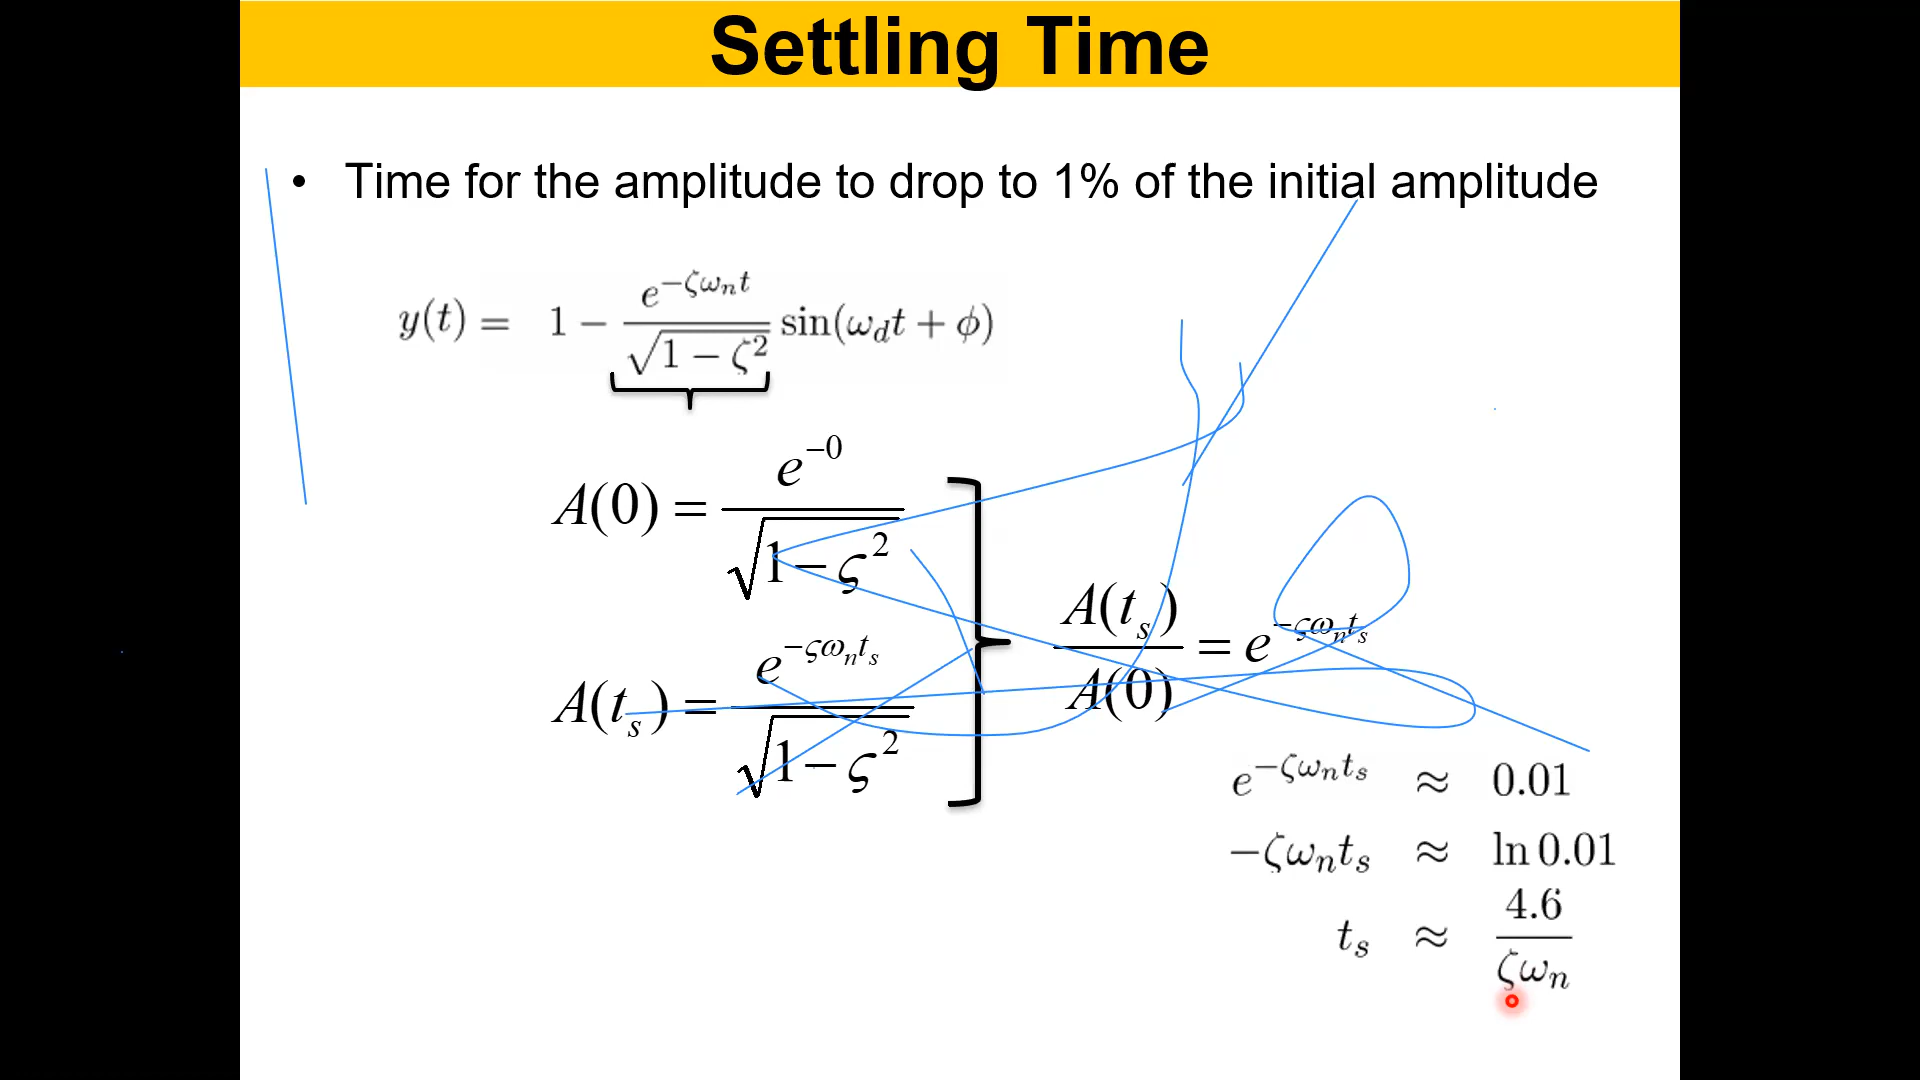 Settling Time
• Time for the amplitude to drop to 1% of the initial amplitude
y(t) = 1 − e^{−ζω_n t} / √(1 − ζ²) sin(ω_d t + ϕ)
A(0) = e^{−0} / √(1 − ς²)
A(t_s) = e^{−ςω_n t_s} / √(1 − ς²)
A(t_s) / A(0) = e^{−ςω_n t_s}
e^{−ζω_n t_s} ≈ 0.01
−ζω_n t_s ≈ ln 0.01
t_s ≈ 4.6 / ζω_n